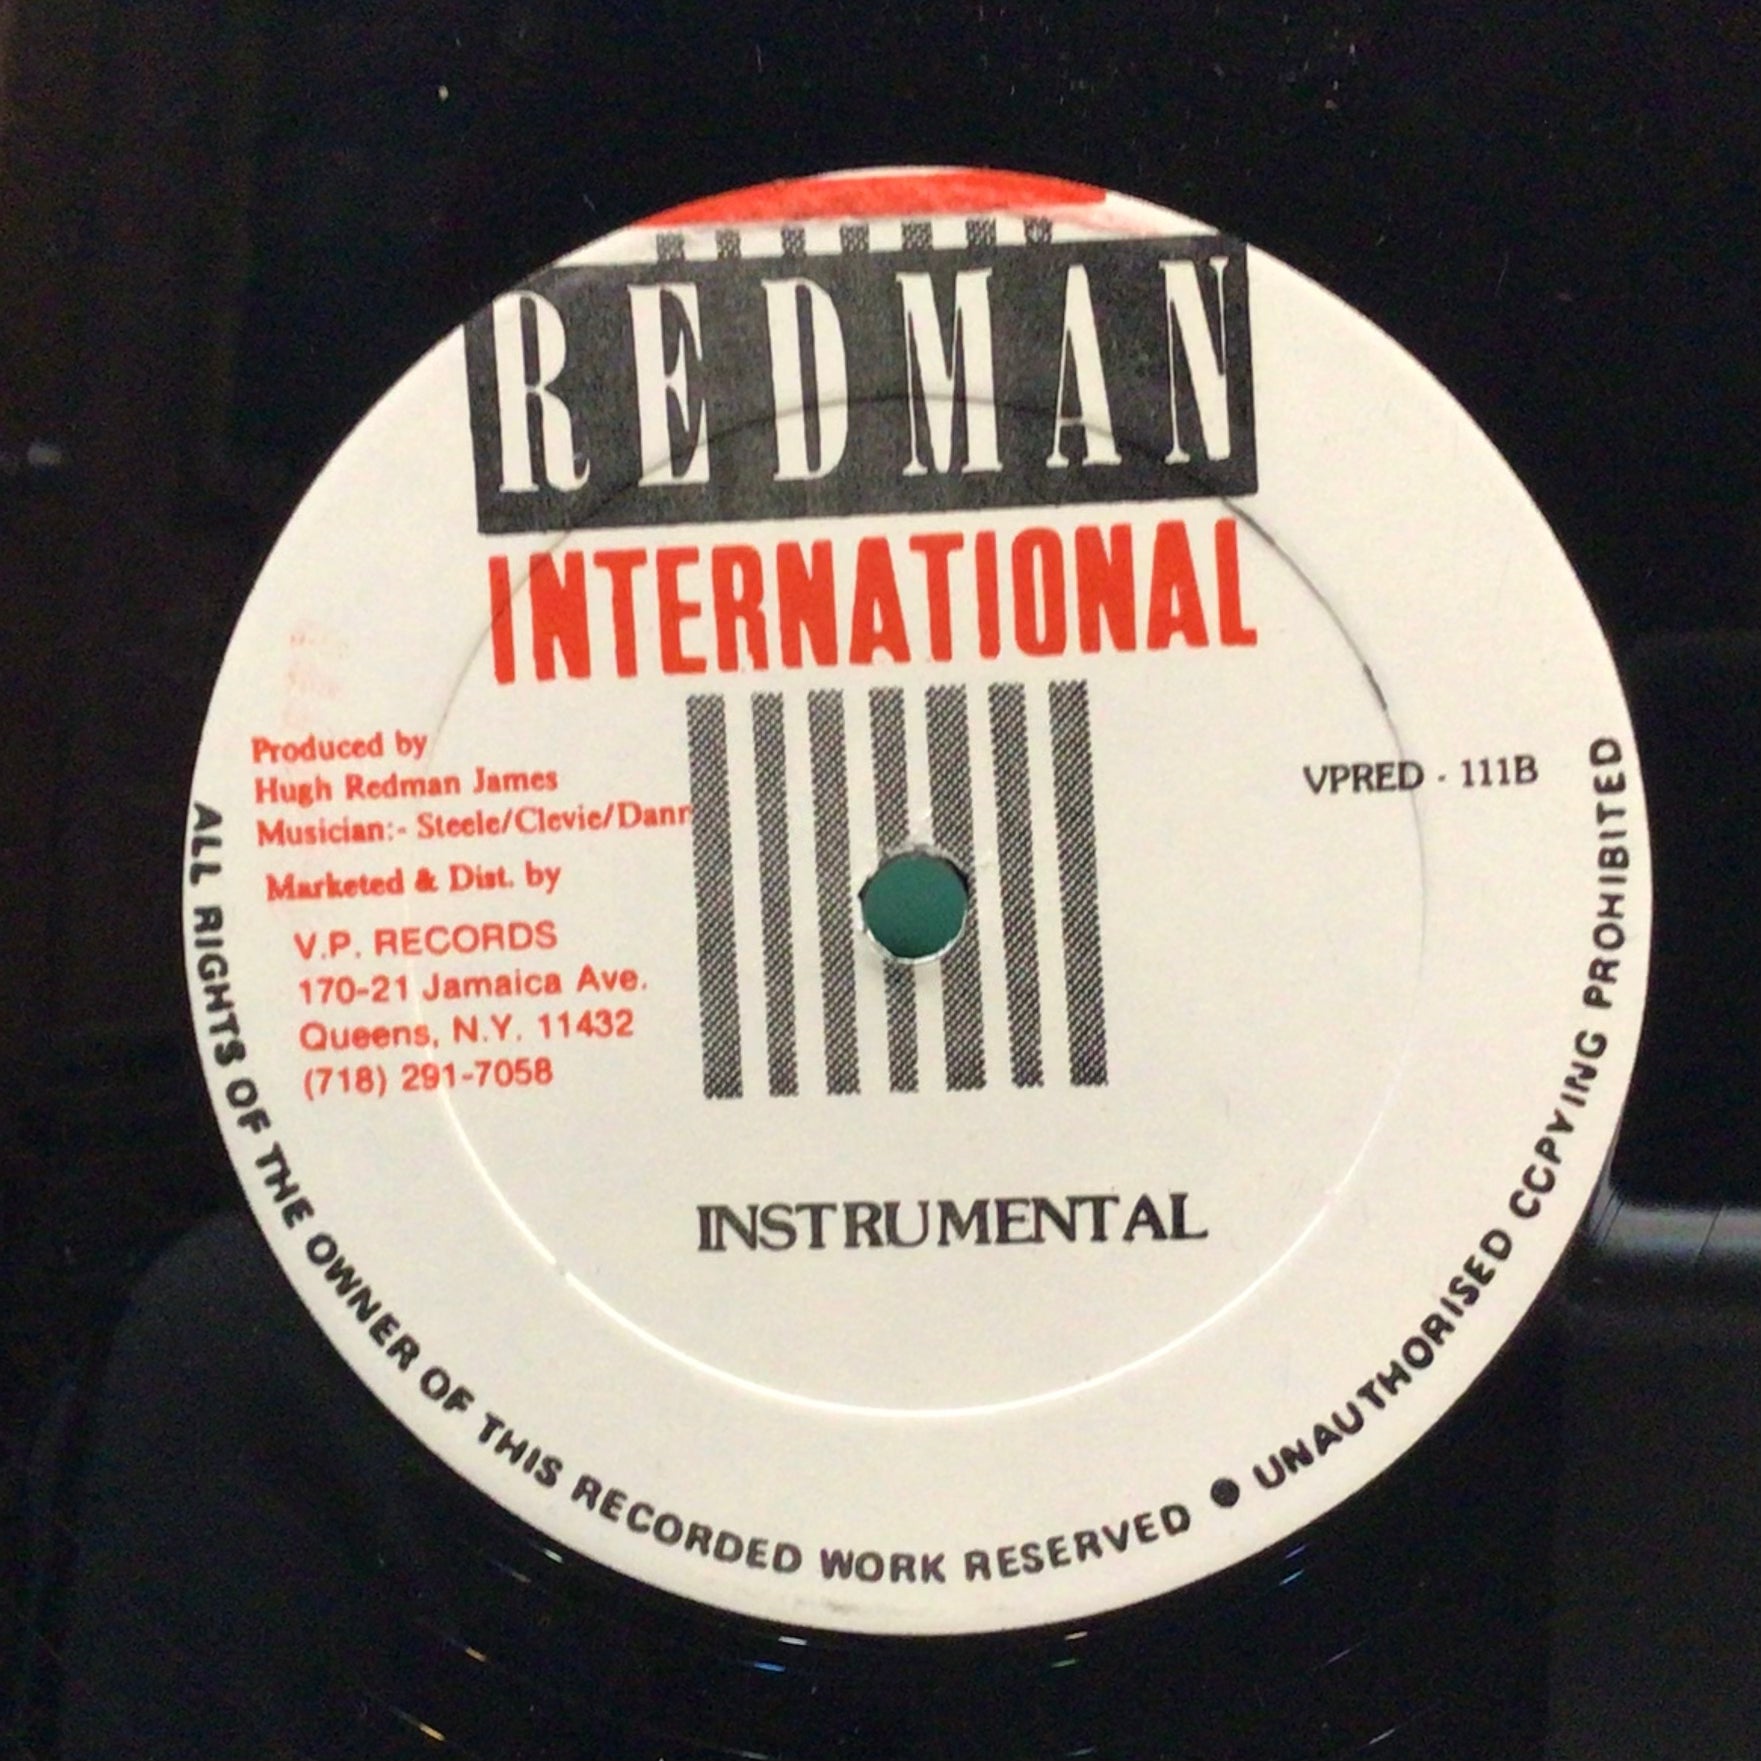 REDMAN
INTERNATIONAL
Produced by
Hugh Redman James
Musician:- Steele/Clevie/Dann
Marketed & Dist. by
V.P. RECORDS
170-21 Jamaica Ave.
Queens, N.Y. 11432
(718) 291-7058
VPRED - 111B
INSTRUMENTAL
ALL RIGHTS OF THE OWNER OF THIS RECORDED WORK RESERVED ● UNAUTHORISED COPYING PROHIBITED